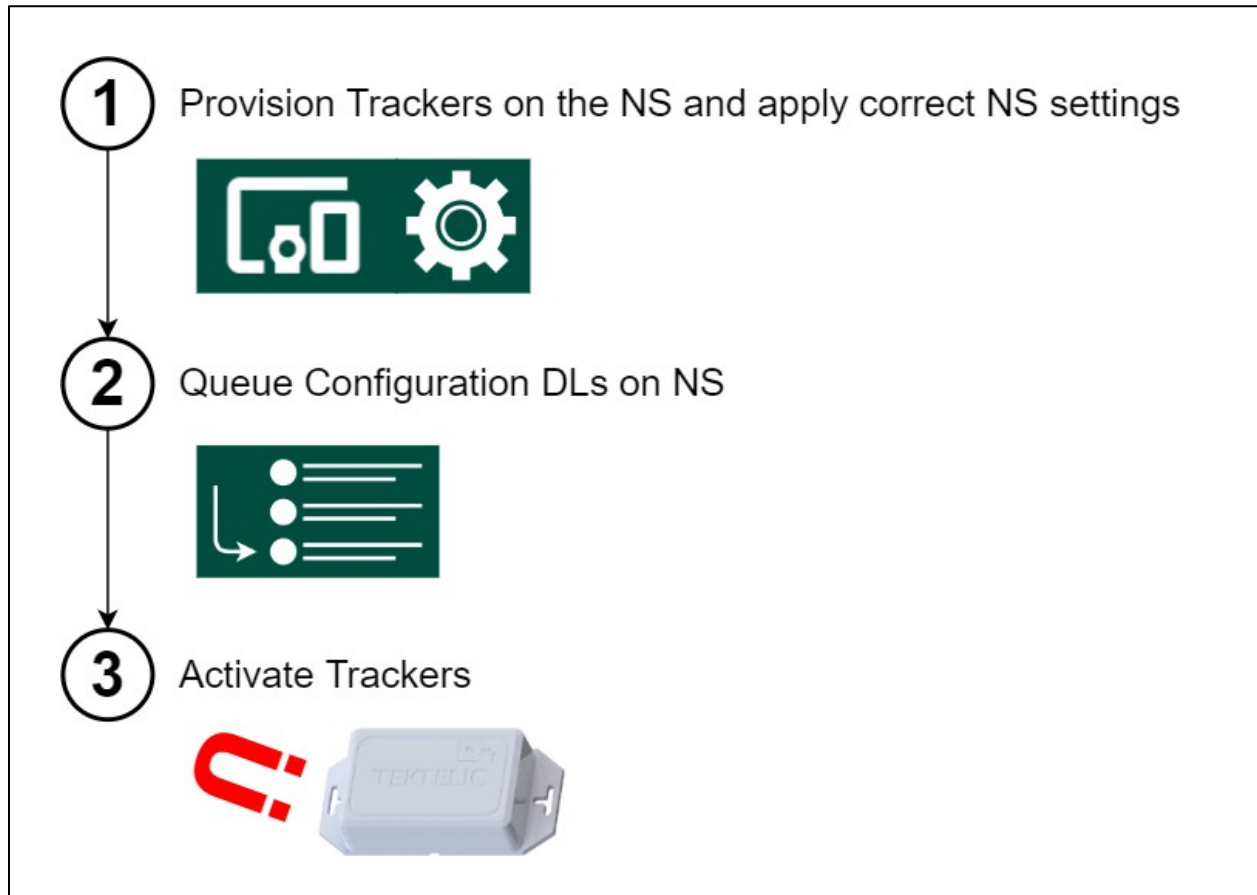 1 Provision Trackers on the NS and apply correct NS settings
2 Queue Configuration DLs on NS
3 Activate Trackers
TEKTELIC